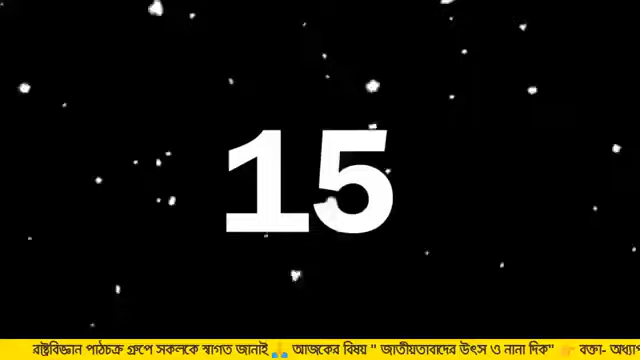 15
রাষ্ট্রবিজ্ঞান পাঠচক্র গ্রুপে সকলকে স্বাগত জানাই 🙏 আজকের বিষয় " জাতীয়তাবাদের উৎস ও নানা দিক" 👉 বক্তা-